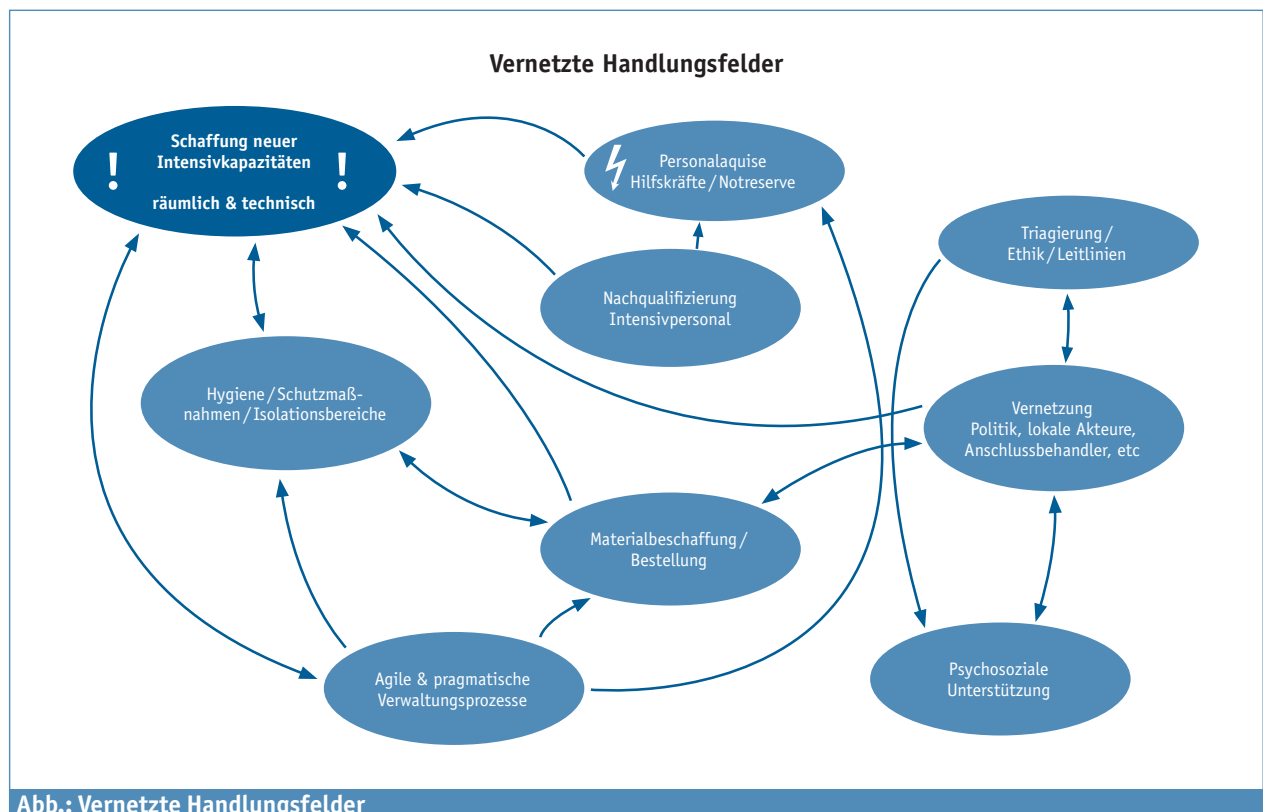 Vernetzte Handlungsfelder
Schaffung neuer
Intensivkapazitäten
! !
räumlich & technisch
Personalaquise
Hilfskräfte / Notreserve
Triagierung /
Ethik / Leitlinien
Nachqualifizierung
Intensivpersonal
Hygiene / Schutzmaß-
nahmen / Isolationsbereiche
Vernetzung
Politik, lokale Akteure,
Anschlussbehandler, etc
Materialbeschaffung /
Bestellung
Agile & pragmatische
Verwaltungsprozesse
Psychosoziale
Unterstützung
Abb.: Vernetzte Handlungsfelder